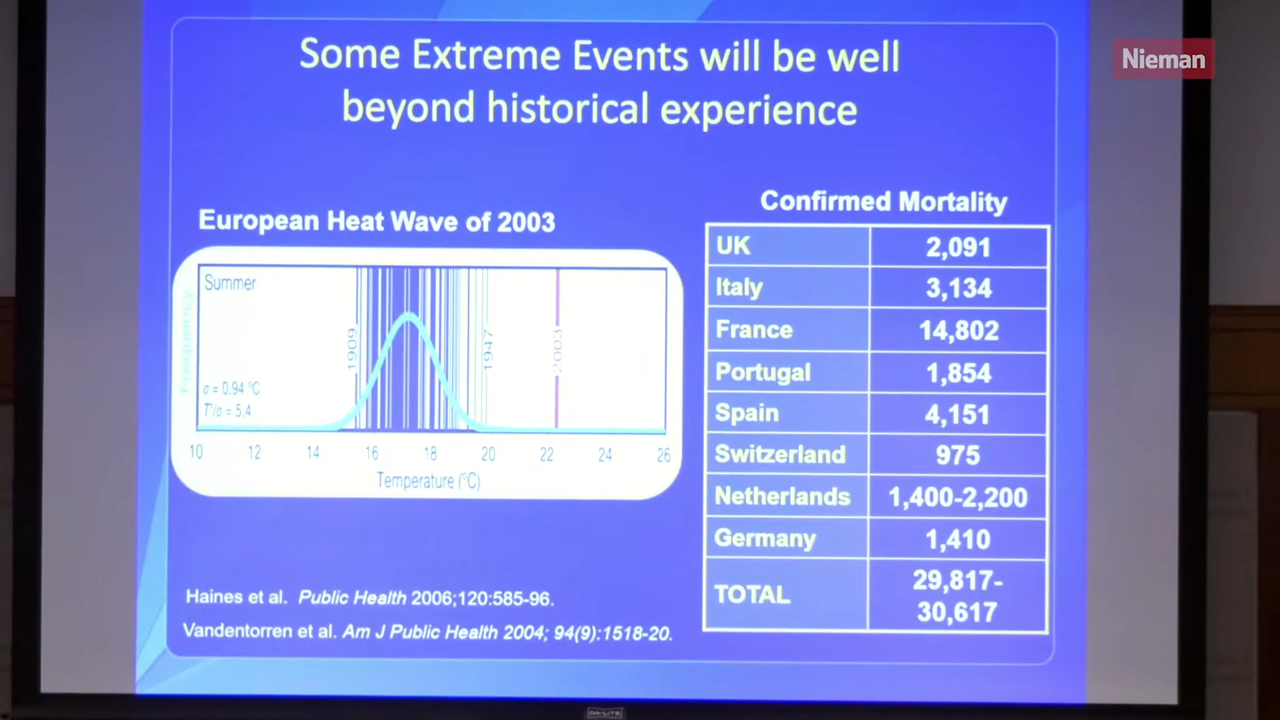 Nieman
Some Extreme Events will be well
beyond historical experience
European Heat Wave of 2003
Summer
Frequency
1909
1947
2003
σ = 0.94 °C
T'/σ = 5.4
10 12 14 16 18 20 22 24 26
Temperature (°C)
Confirmed Mortality
UK 2,091
Italy 3,134
France 14,802
Portugal 1,854
Spain 4,151
Switzerland 975
Netherlands 1,400-2,200
Germany 1,410
TOTAL 29,817-
30,617
Haines et al. Public Health 2006;120:585-96.
Vandentorren et al. Am J Public Health 2004; 94(9):1518-20.
DA-LITE